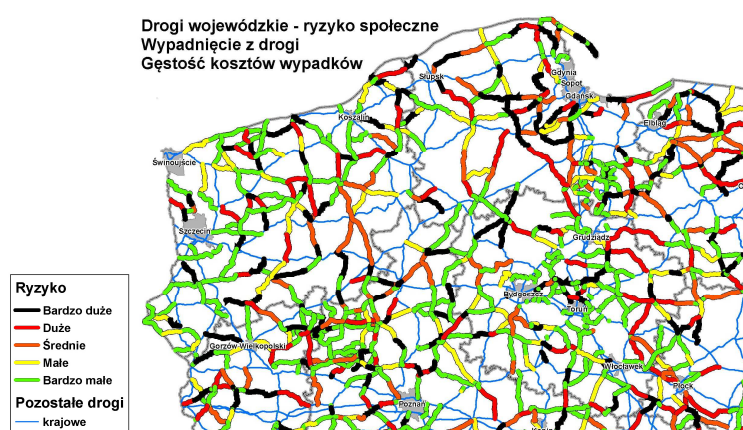 Drogi wojewódzkie - ryzyko społeczne
Wypadnięcie z drogi
Gęstość kosztów wypadków
Słupsk
Gdynia
Sopot
Gdańsk
Elbląg
Koszalin
Świnoujście
Szczecin
Grudziądz
Bydgoszcz
Toruń
Gorzów Wielkopolski
Włocławek
Płock
Poznań
Ryzyko
Bardzo duże
Duże
Średnie
Małe
Bardzo małe
Pozostałe drogi
krajowe